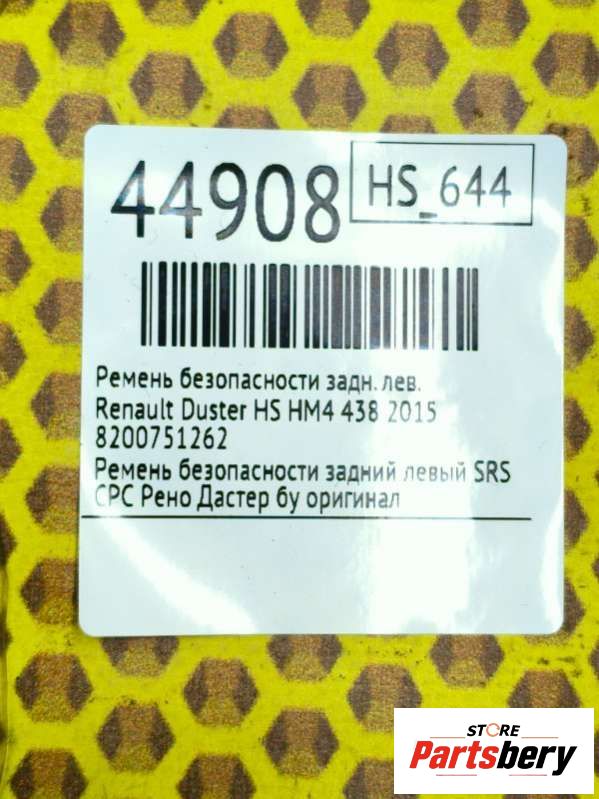 44908
HS_644
Ремень безопасности задн. лев.
Renault Duster HS HM4 438 2015
8200751262
Ремень безопасности задний левый SRS
СРС Рено Дастер бу оригинал
STORE
Partsbery